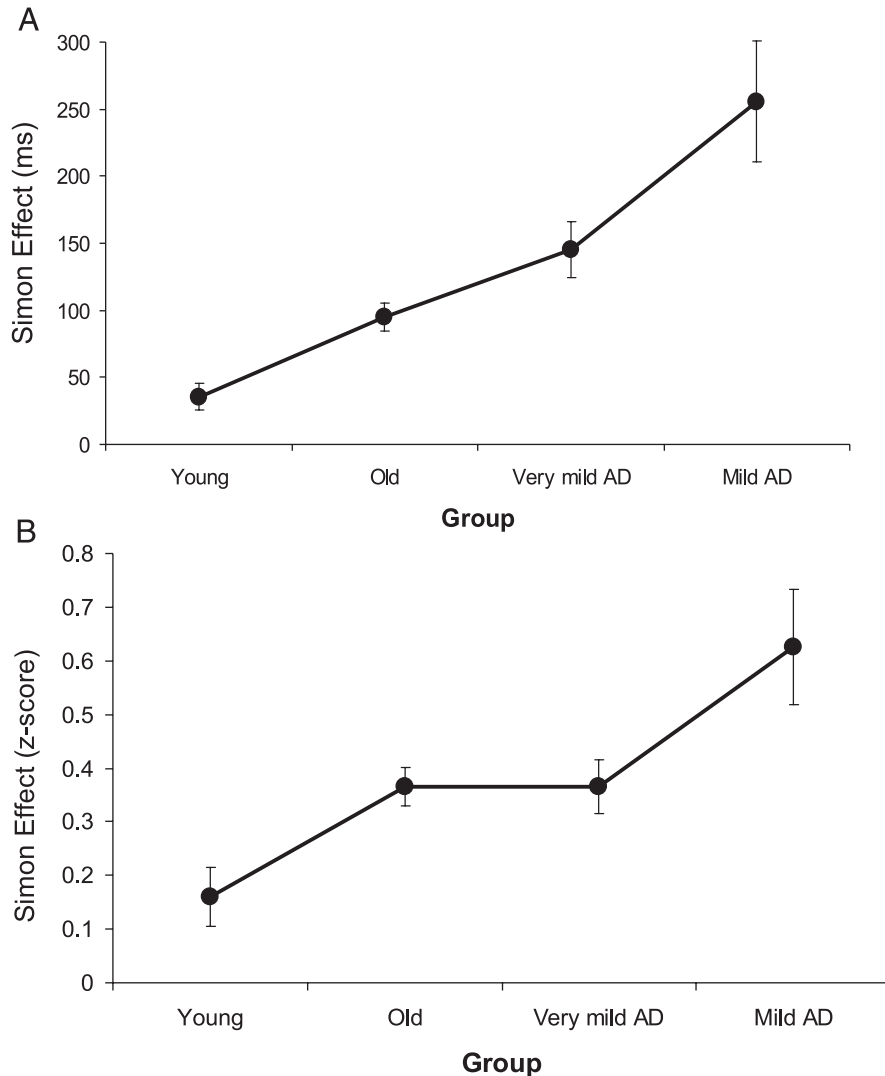 A
Simon Effect (ms)
300
250
200
150
100
50
0
Young Old Very mild AD Mild AD
Group
B
Simon Effect (z-score)
0.8
0.7
0.6
0.5
0.4
0.3
0.2
0.1
0
Young Old Very mild AD Mild AD
Group